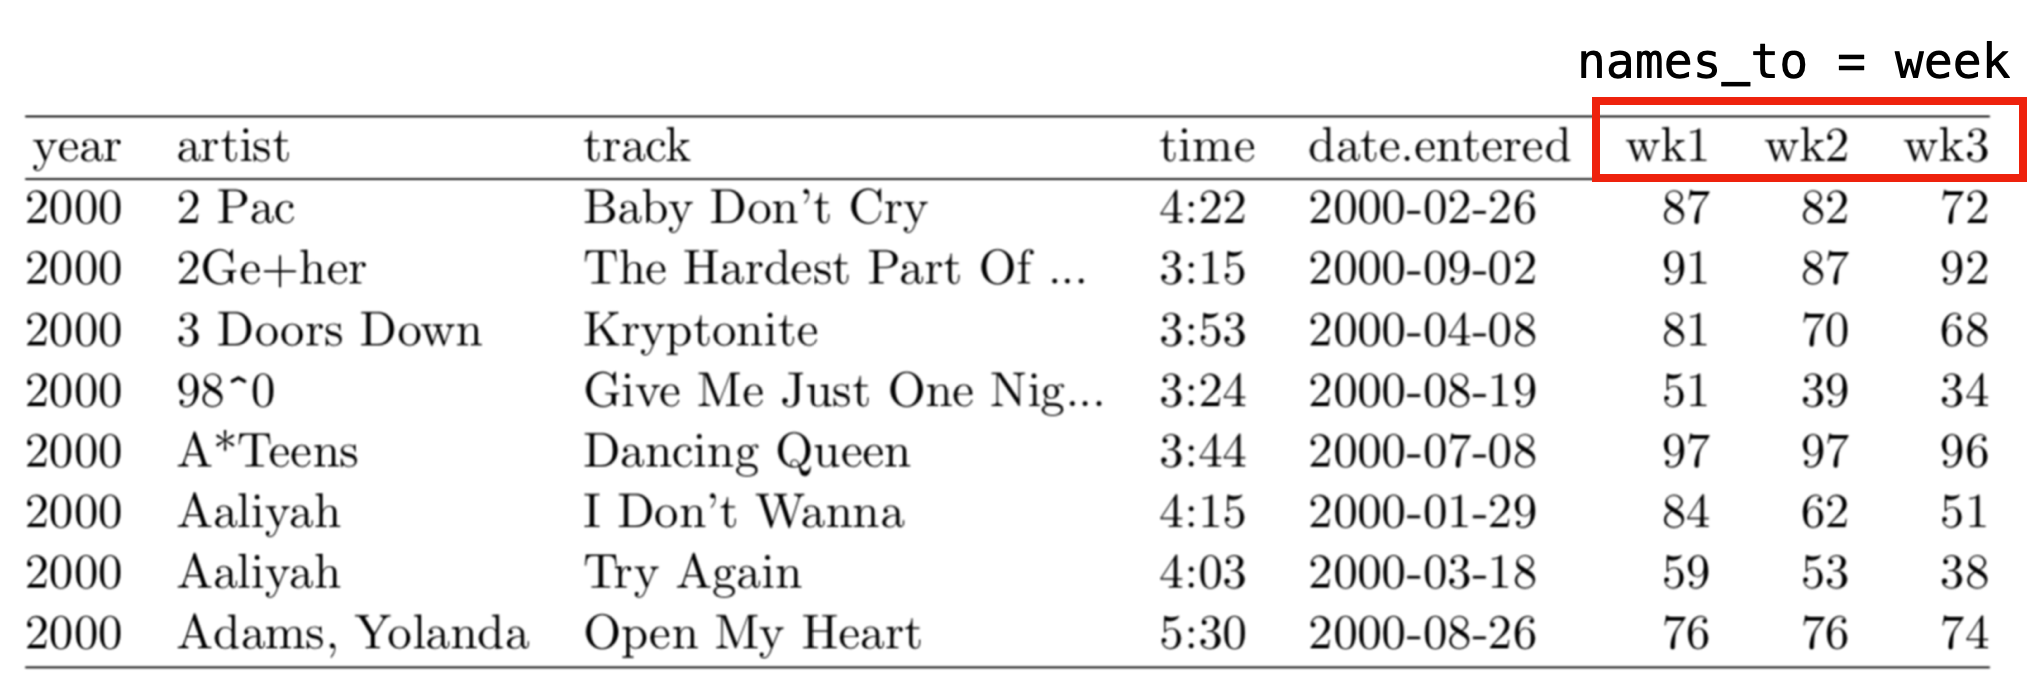 names_to = week
year artist track time date.entered wk1 wk2 wk3
2000 2 Pac Baby Don't Cry 4:22 2000-02-26 87 82 72
2000 2Ge+her The Hardest Part Of ... 3:15 2000-09-02 91 87 92
2000 3 Doors Down Kryptonite 3:53 2000-04-08 81 70 68
2000 98^0 Give Me Just One Nig... 3:24 2000-08-19 51 39 34
2000 A*Teens Dancing Queen 3:44 2000-07-08 97 97 96
2000 Aaliyah I Don't Wanna 4:15 2000-01-29 84 62 51
2000 Aaliyah Try Again 4:03 2000-03-18 59 53 38
2000 Adams, Yolanda Open My Heart 5:30 2000-08-26 76 76 74